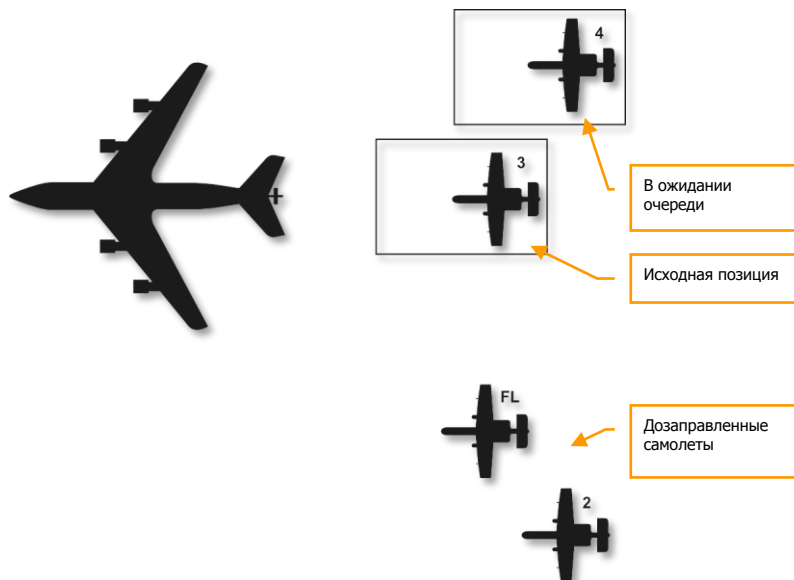 4
3
В ожидании
очереди
Исходная позиция
FL
Дозаправленные
самолеты
2